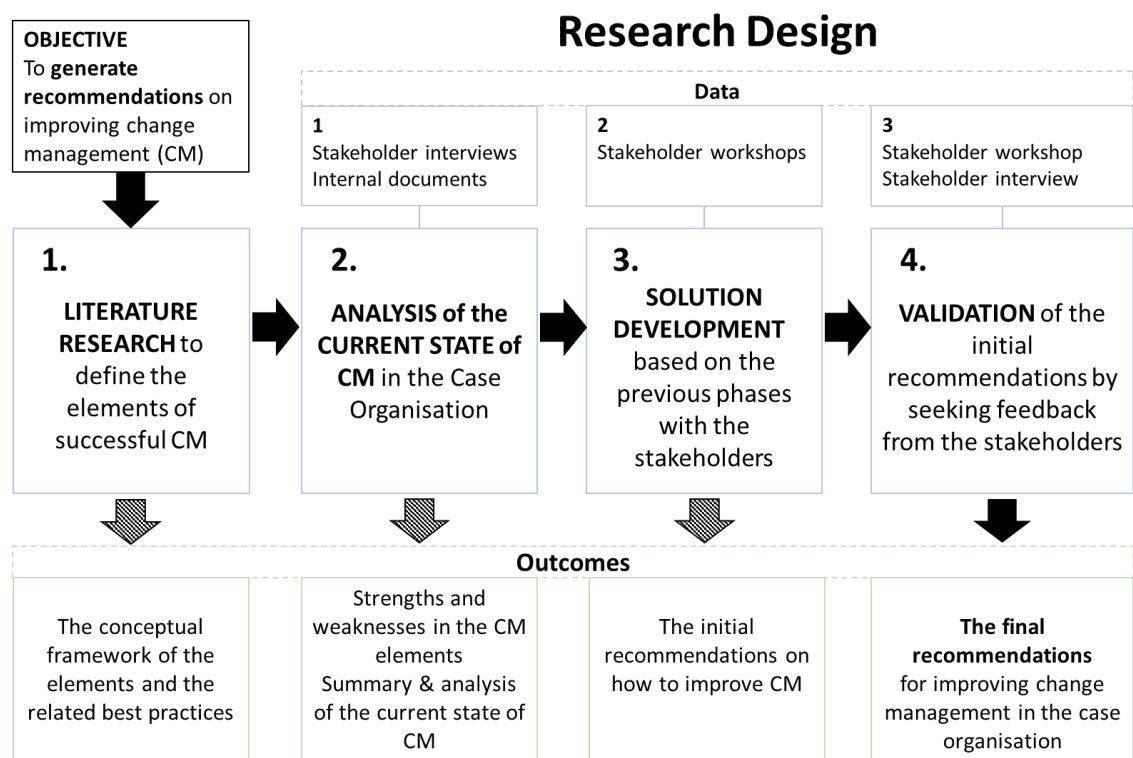 Research Design
OBJECTIVE
To generate
recommendations on
improving change
management (CM)
Data
1
Stakeholder interviews
Internal documents
2
Stakeholder workshops
3
Stakeholder workshop
Stakeholder interview
1.
LITERATURE
RESEARCH to
define the
elements of
successful CM
2.
ANALYSIS of the
CURRENT STATE of
CM in the Case
Organisation
3.
SOLUTION
DEVELOPMENT
based on the
previous phases
with the
stakeholders
4.
VALIDATION of the
initial
recommendations by
seeking feedback
from the stakeholders
Outcomes
The conceptual
framework of the
elements and the
related best practices
Strengths and
weaknesses in the CM
elements
Summary & analysis
of the current state of
CM
The initial
recommendations on
how to improve CM
The final
recommendations
for improving change
management in the case
organisation